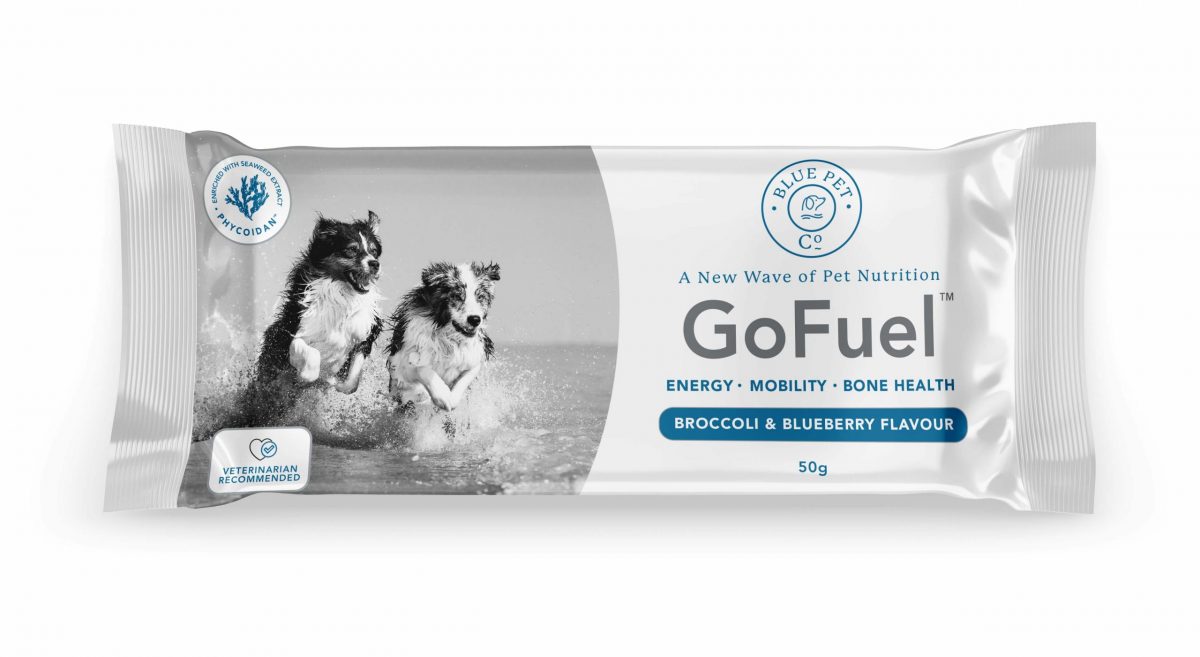 ENRICHED WITH SEAWEED EXTRACT
• PHYCOIDAN™
VETERINARIAN
RECOMMENDED
• BLUE PET •
Co
A New Wave of Pet Nutrition
GoFuel™
ENERGY • MOBILITY • BONE HEALTH
BROCCOLI & BLUEBERRY FLAVOUR
50g